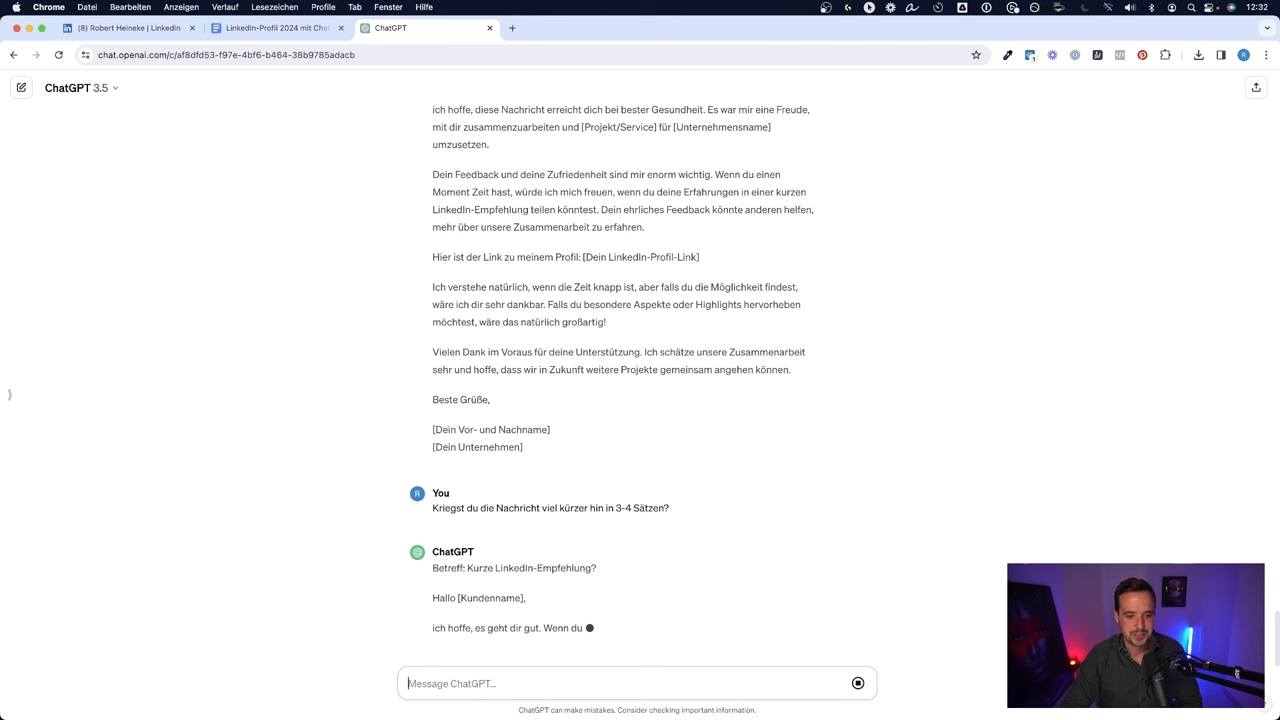 Chrome Ablage Bearbeiten Anzeigen Verlauf Lesezeichen Profile Tab Fenster Hilfe 12:32
(8) Robert Heineke | LinkedIn LinkedIn-Profil 2024 mit Chat ChatGPT
chat.openai.com/c/af8dfd53-f97e-4bf6-b464-38b9785adacb R
ChatGPT 3.5
ich hoffe, diese Nachricht erreicht dich bei bester Gesundheit. Es war mir eine Freude,
mit dir zusammenzuarbeiten und [Projekt/Service] für [Unternehmensname]
umzusetzen.
Dein Feedback und deine Zufriedenheit sind mir enorm wichtig. Wenn du einen
Moment Zeit hast, würde ich mich freuen, wenn du deine Erfahrungen in einer kurzen
LinkedIn-Empfehlung teilen könntest. Dein ehrliches Feedback könnte anderen helfen,
mehr über unsere Zusammenarbeit zu erfahren.
Hier ist der Link zu meinem Profil: [Dein LinkedIn-Profil-Link]
Ich verstehe natürlich, wenn die Zeit knapp ist, aber falls du die Möglichkeit findest,
wäre ich dir sehr dankbar. Falls du besondere Aspekte oder Highlights hervorheben
möchtest, wäre das natürlich großartig!
Vielen Dank im Voraus für deine Unterstützung. Ich schätze unsere Zusammenarbeit
sehr und hoffe, dass wir in Zukunft weitere Projekte gemeinsam angehen können.
Beste Grüße,
[Dein Vor- und Nachname]
[Dein Unternehmen]
R You
Kriegst du die Nachricht viel kürzer hin in 3-4 Sätzen?
ChatGPT
Betreff: Kurze LinkedIn-Empfehlung?
Hallo [Kundenname],
ich hoffe, es geht dir gut. Wenn du
Message ChatGPT...
ChatGPT can make mistakes. Consider checking important information.